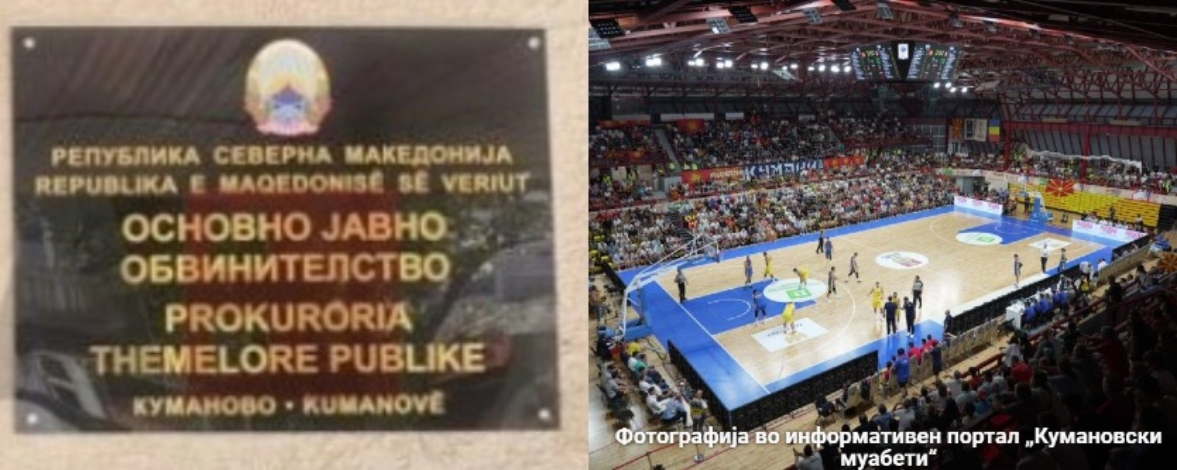 РЕПУБЛИКА СЕВЕРНА МАКЕДОНИЈА
REPUBLIKA E MAQEDONISË SË VERIUT
ОСНОВНО ЈАВНО
ОБВИНИТЕЛСТВО
PROKURORIA
THEMELORE PUBLIKE
КУМАНОВО • KUMANOVË
Фотографија во информативен портал „Кумановски
муабети“